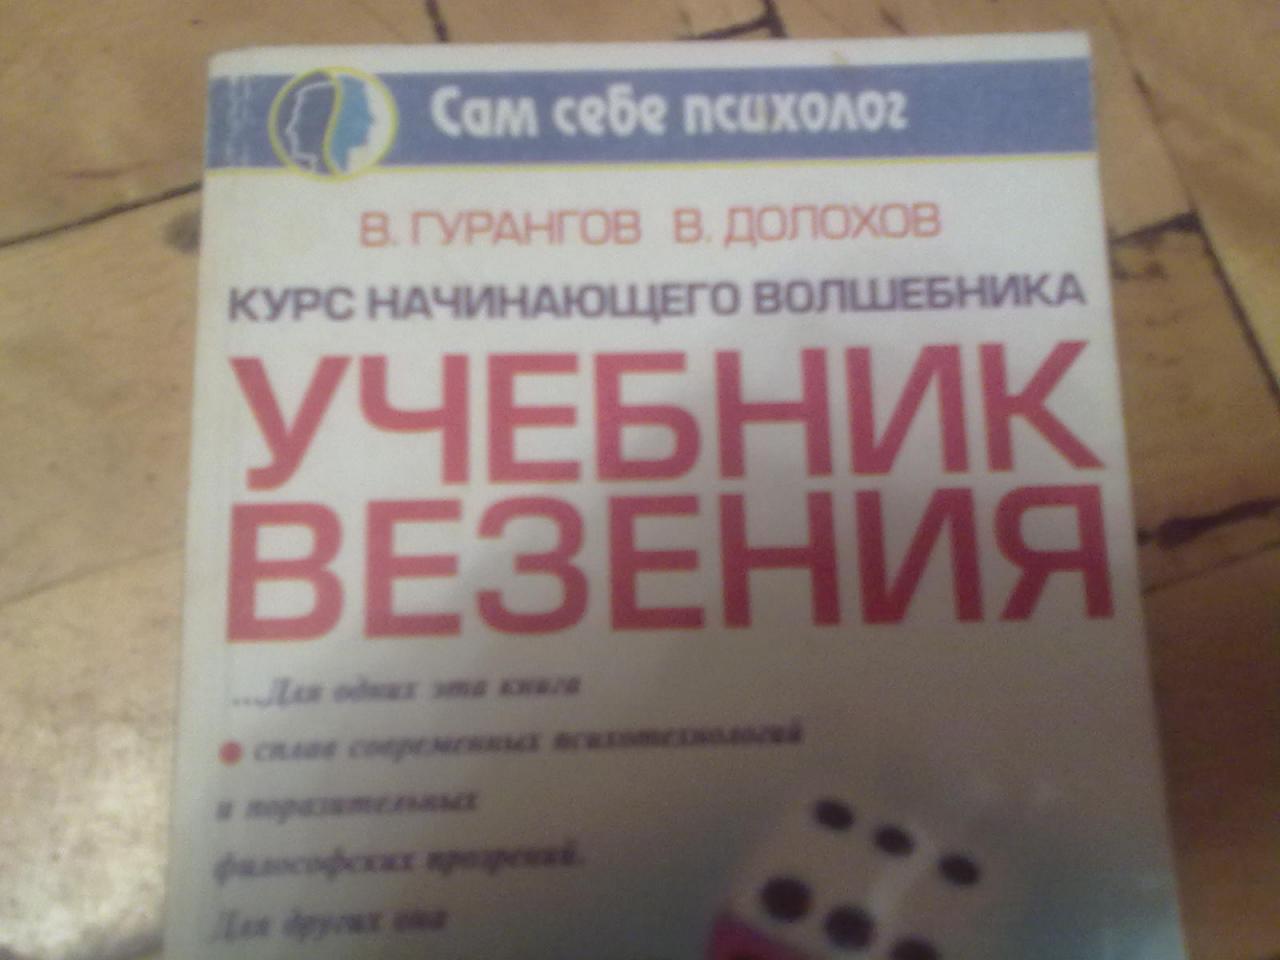 Сам себе психолог
В. ГУРАНГОВ В. ДОЛОХОВ
КУРС НАЧИНАЮЩЕГО ВОЛШЕБНИКА
УЧЕБНИК
ВЕЗЕНИЯ
...Для одних эта книга
сплав современных психотехнологий
и поразительных
философских прозрений.
Для других она